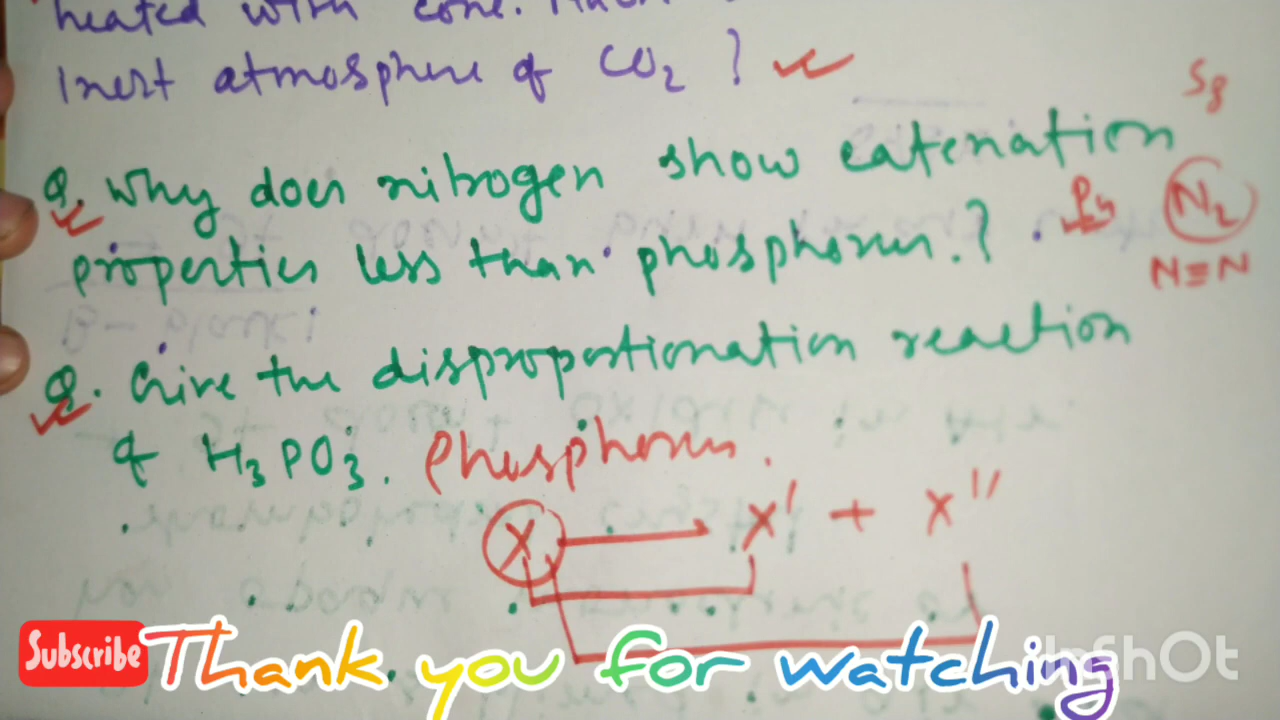 heated with conc.
Inert atmosphere of CO2 ?
S8
Q. Why does nitrogen show catenation
properties less than phosphorus. ? P4 N2
N≡N
Q. Give the disproportionation reaction
of H3PO3. Phosphorus.
X → X' + X''
Subscribe Thank you for watching
InShOt